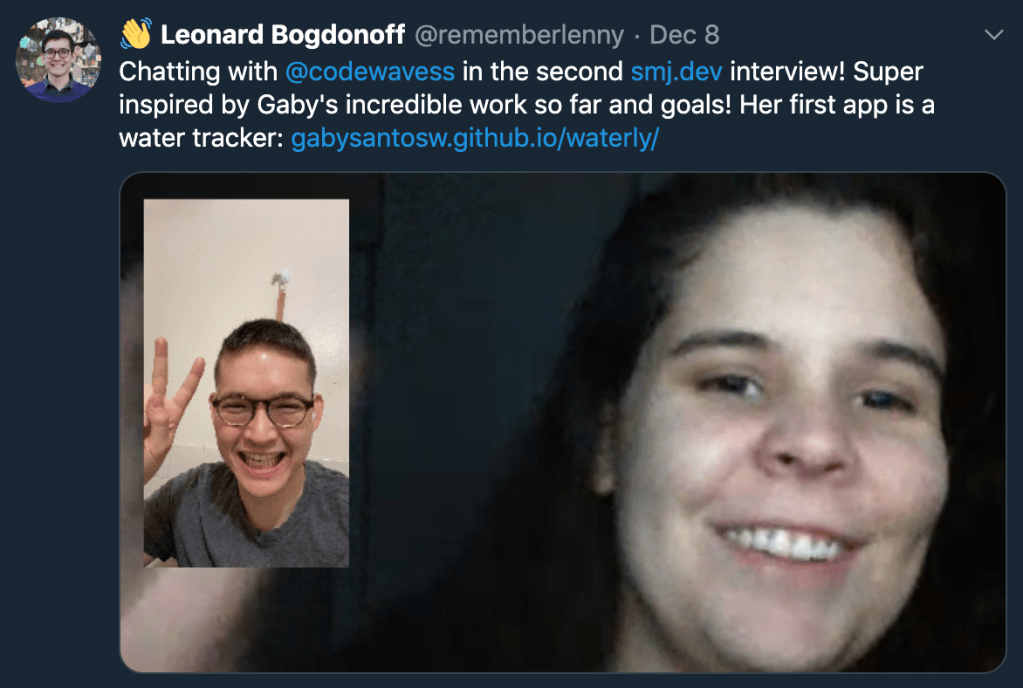 👋 Leonard Bogdonoff @rememberlenny · Dec 8
Chatting with @codewavess in the second smj.dev interview! Super
inspired by Gaby's incredible work so far and goals! Her first app is a
water tracker: gabysantosw.github.io/waterly/